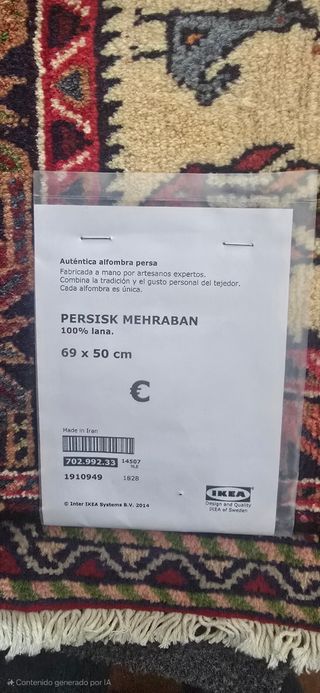 Auténtica alfombra persa
Fabricada a mano por artesanos expertos.
Combina la tradición y el gusto personal del tejedor.
Cada alfombra es única.
PERSISK MEHRABAN
100% lana.
69 x 50 cm
€
Made in Iran
702.992.33 14507
1910949 1828
IKEA
Design and Quality
IKEA of Sweden
© Inter IKEA Systems B.V. 2014
Contenido generado por IA